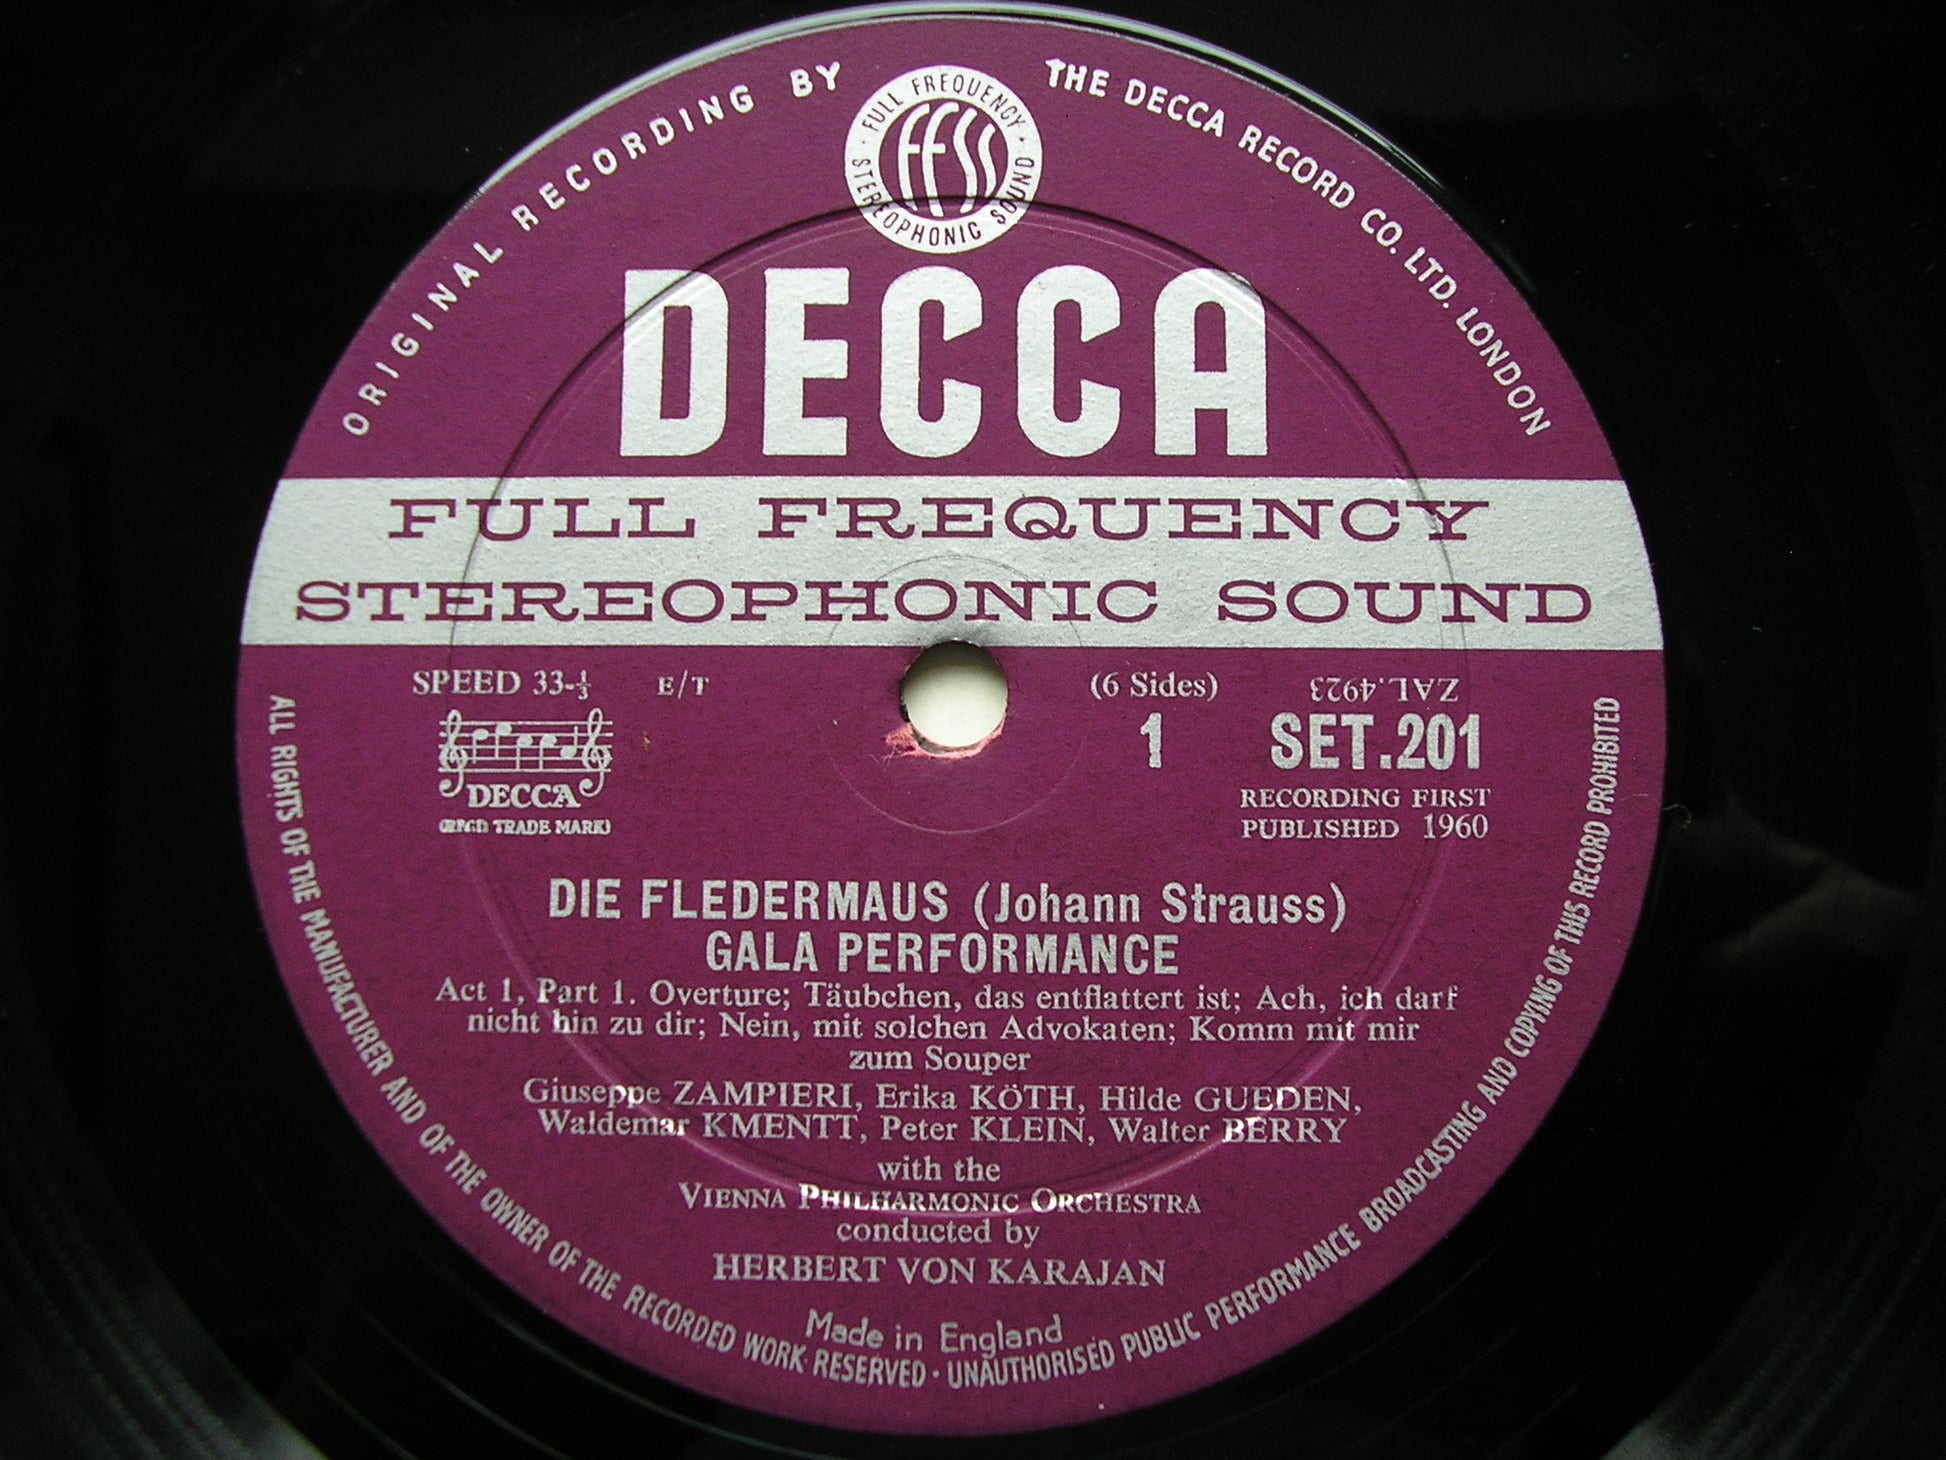 ORIGINAL RECORDING BY THE DECCA RECORD CO. LTD. LONDON
FULL FREQUENCY STEREOPHONIC SOUND
FFSS
DECCA
FULL FREQUENCY
STEREOPHONIC SOUND
SPEED 33-⅓ E/T (6 Sides) ZAL.4923
1 SET.201
DECCA
(REGD TRADE MARK)
RECORDING FIRST
PUBLISHED 1960
DIE FLEDERMAUS (Johann Strauss)
GALA PERFORMANCE
Act 1, Part 1. Overture; Täubchen, das entflattert ist; Ach, ich darf
nicht hin zu dir; Nein, mit solchen Advokaten; Komm mit mir
zum Souper
Giuseppe ZAMPIERI, Erika KÖTH, Hilde GUEDEN,
Waldemar KMENTT, Peter KLEIN, Walter BERRY
with the
VIENNA PHILHARMONIC ORCHESTRA
conducted by
HERBERT VON KARAJAN
Made in England
ALL RIGHTS OF THE MANUFACTURER AND OF THE OWNER OF THE RECORDED WORK RESERVED · UNAUTHORISED PUBLIC PERFORMANCE BROADCASTING AND COPYING OF THIS RECORD PROHIBITED